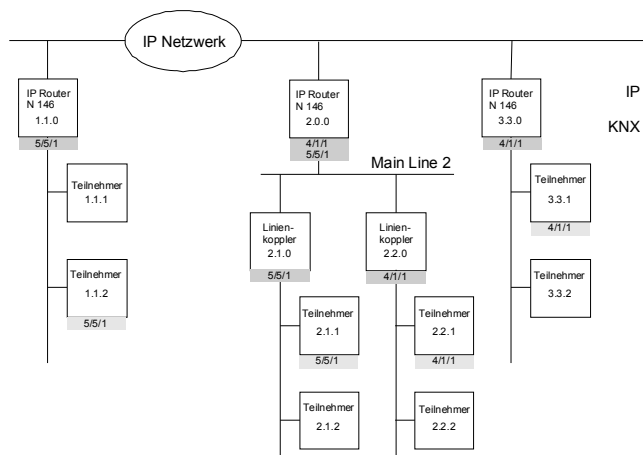 IP Netzwerk
IP Router
N 146
1.1.0
5/5/1
IP Router
N 146
2.0.0
4/1/1
5/5/1
IP Router
N 146
3.3.0
4/1/1
IP
KNX
Main Line 2
Teilnehmer
1.1.1
Teilnehmer
1.1.2
5/5/1
Linien-
koppler
2.1.0
5/5/1
Linien-
koppler
2.2.0
4/1/1
Teilnehmer
3.3.1
4/1/1
Teilnehmer
3.3.2
Teilnehmer
2.1.1
5/5/1
Teilnehmer
2.2.1
4/1/1
Teilnehmer
2.1.2
Teilnehmer
2.2.2